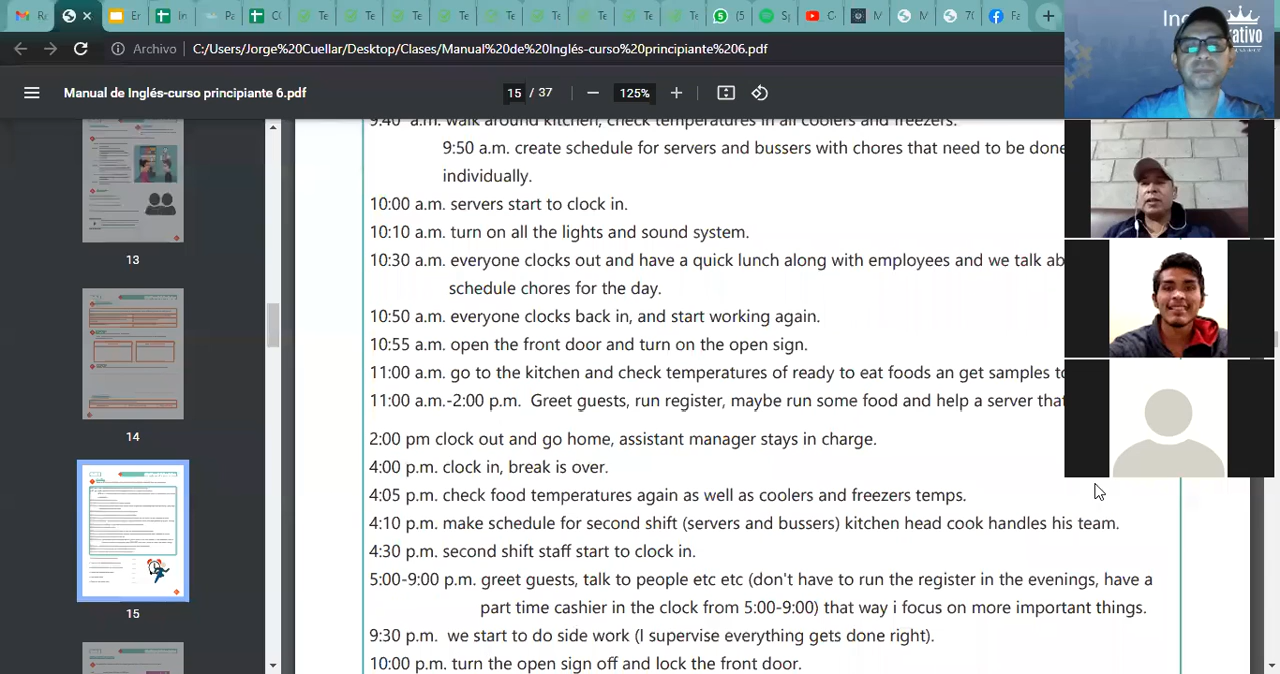 Archivo C:/Users/Jorge%20Cuellar/Desktop/Clases/Manual%20de%20Inglés-curso%20principiante%206.pdf
Manual de Inglés-curso principiante 6.pdf 15 / 37 125%
9:40 a.m. walk around kitchen, check temperatures in all coolers and freezers.
9:50 a.m. create schedule for servers and bussers with chores that need to be done
individually.
10:00 a.m. servers start to clock in.
10:10 a.m. turn on all the lights and sound system.
10:30 a.m. everyone clocks out and have a quick lunch along with employees and we talk
schedule chores for the day.
10:50 a.m. everyone clocks back in, and start working again.
10:55 a.m. open the front door and turn on the open sign.
11:00 a.m. go to the kitchen and check temperatures of ready to eat foods an get samples
11:00 a.m.-2:00 p.m. Greet guests, run register, maybe run some food and help a server
2:00 pm clock out and go home, assistant manager stays in charge.
4:00 p.m. clock in, break is over.
4:05 p.m. check food temperatures again as well as coolers and freezers temps.
4:10 p.m. make schedule for second shift (servers and bussers) kitchen head cook handles his team.
4:30 p.m. second shift staff start to clock in.
5:00-9:00 p.m. greet guests, talk to people etc etc (don't have to run the register in the evenings, have a
part time cashier in the clock from 5:00-9:00) that way i focus on more important things.
9:30 p.m. we start to do side work (I supervise everything gets done right).
10:00 p.m. turn the open sign off and lock the front door.
13
14
15